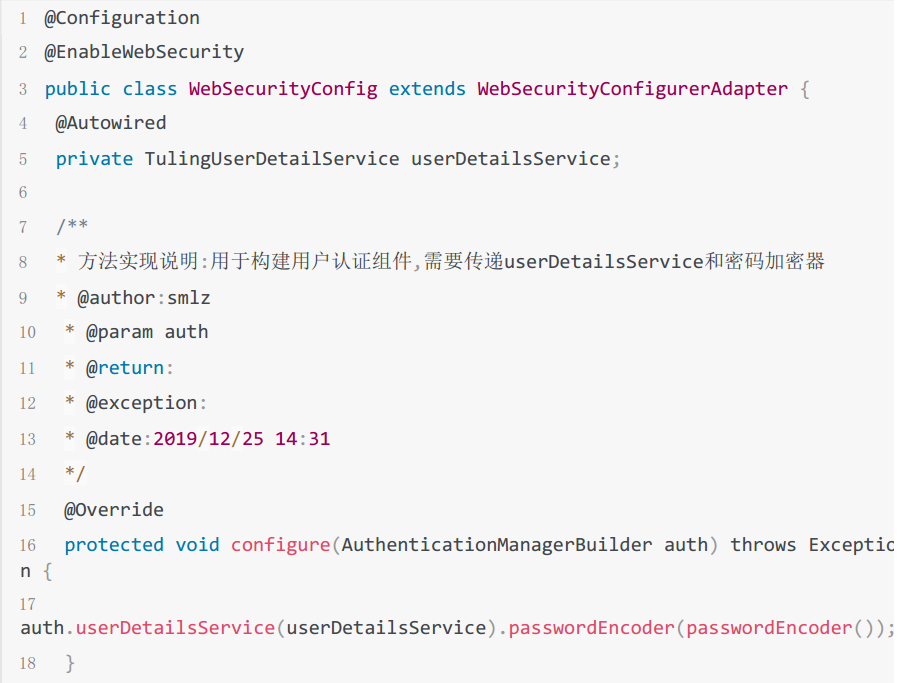 1 @Configuration
2 @EnableWebSecurity
3 public class WebSecurityConfig extends WebSecurityConfigurerAdapter {
4 @Autowired
5 private TulingUserDetailService userDetailsService;
6
7 /**
8 * 方法实现说明:用于构建用户认证组件,需要传递userDetailsService和密码加密器
9 * @author:smlz
10 * @param auth
11 * @return:
12 * @exception:
13 * @date:2019/12/25 14:31
14 */
15 @Override
16 protected void configure(AuthenticationManagerBuilder auth) throws Exceptio
n {
17
auth.userDetailsService(userDetailsService).passwordEncoder(passwordEncoder());
18 }